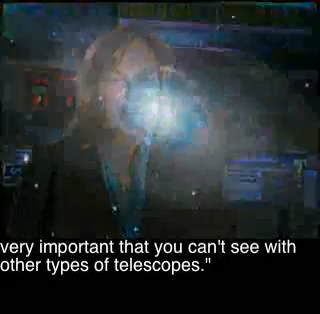 very important that you can't see with
other types of telescopes."